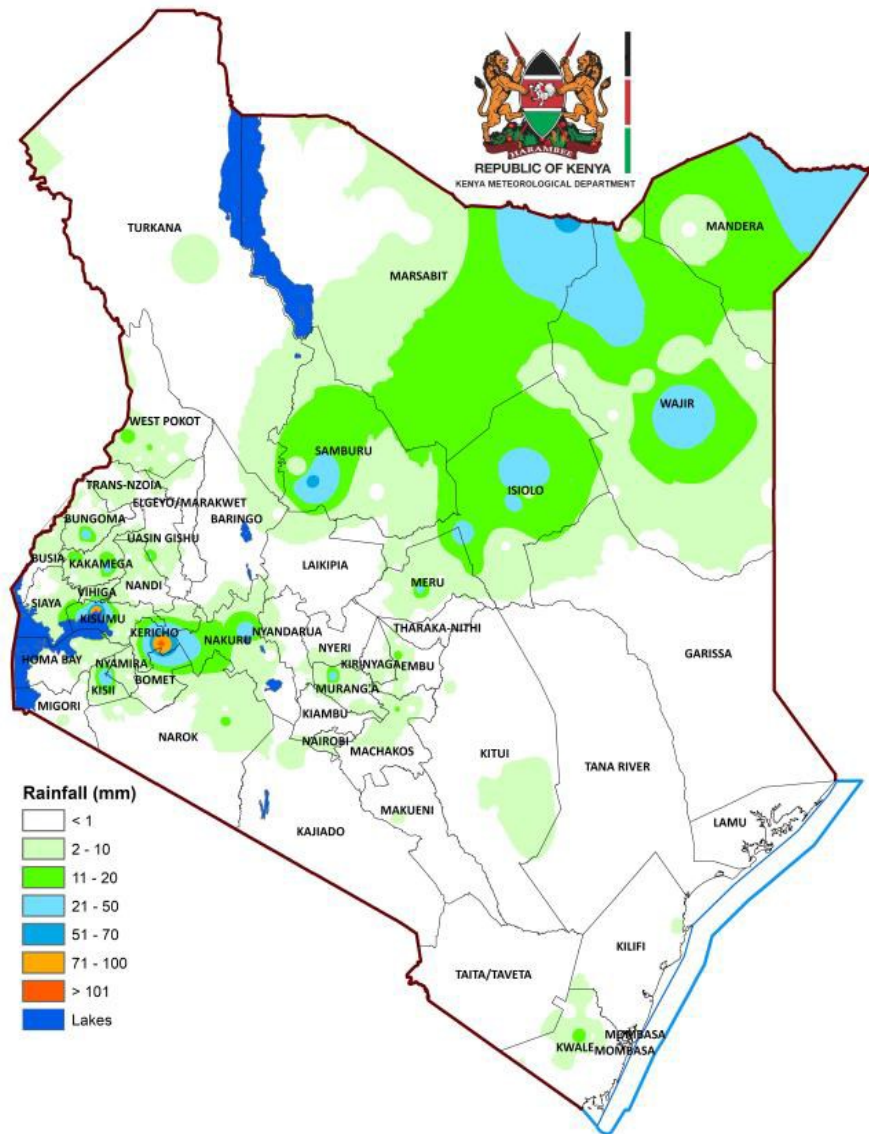 HARAMBEE
REPUBLIC OF KENYA
KENYA METEOROLOGICAL DEPARTMENT
TURKANA
MARSABIT
MANDERA
WAJIR
WEST POKOT
SAMBURU
ISIOLO
TRANS-NZOIA
ELGEYO/MARAKWET
BUNGOMA
BARINGO
UASIN GISHU
BUSIA
KAKAMEGA
LAIKIPIA
MERU
SIAYA
VIHIGA
NANDI
KISUMU
KERICHO
NAKURU
NYANDARUA
THARAKA-NITHI
GARISSA
HOMA BAY
NYAMIRA
NYERI
KIRINYAGA
EMBU
KISII
BOMET
MURANG'A
MIGORI
KIAMBU
NAROK
NAIROBI
MACHAKOS
KITUI
TANA RIVER
MAKUENI
LAMU
KAJIADO
KILIFI
TAITA/TAVETA
MOMBASA
KWALE
MOMBASA
Rainfall (mm)
< 1
2 - 10
11 - 20
21 - 50
51 - 70
71 - 100
> 101
Lakes